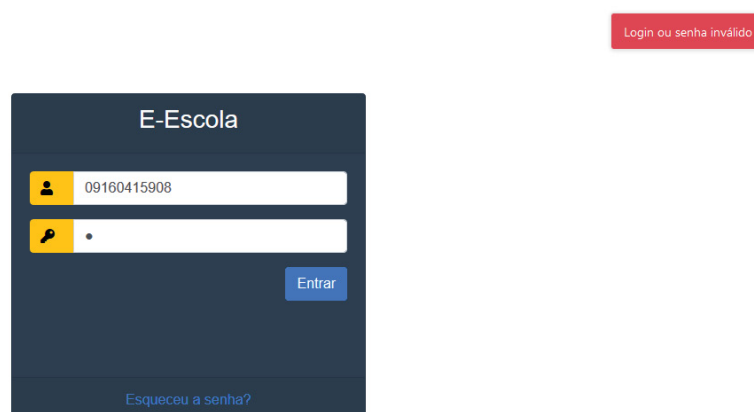 Login ou senha inválido
E-Escola
09160415908
●
Entrar
Esqueceu a senha?